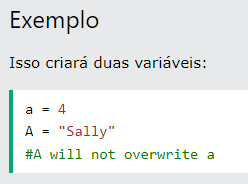 Exemplo
Isso criará duas variáveis:
a = 4
A = "Sally"
#A will not overwrite a